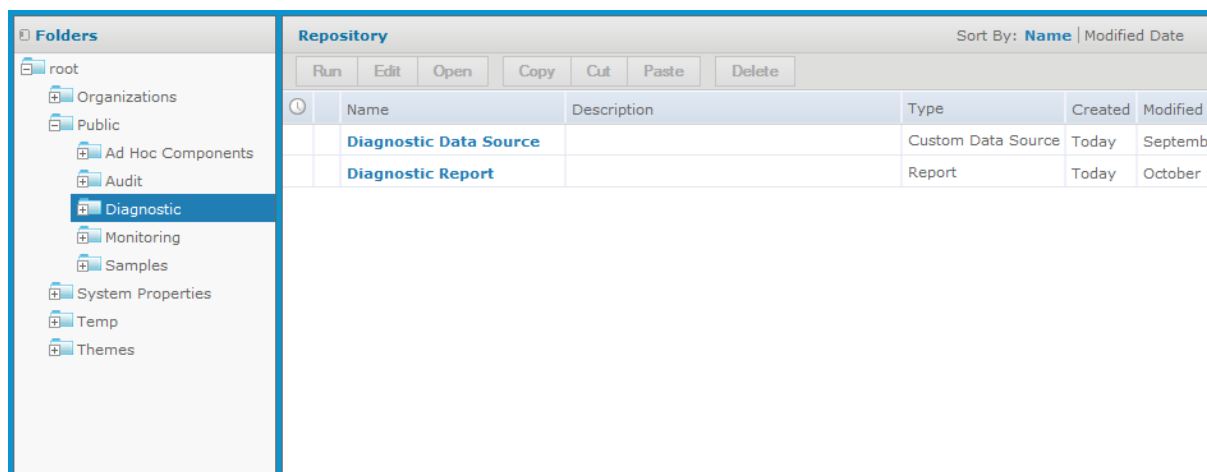 Folders
root
Organizations
Public
Ad Hoc Components
Audit
Diagnostic
Monitoring
Samples
System Properties
Temp
Themes
Repository
Sort By: Name | Modified Date
Run Edit Open Copy Cut Paste Delete
Name Description Type Created Modified
Diagnostic Data Source Custom Data Source Today Septemb
Diagnostic Report Report Today October